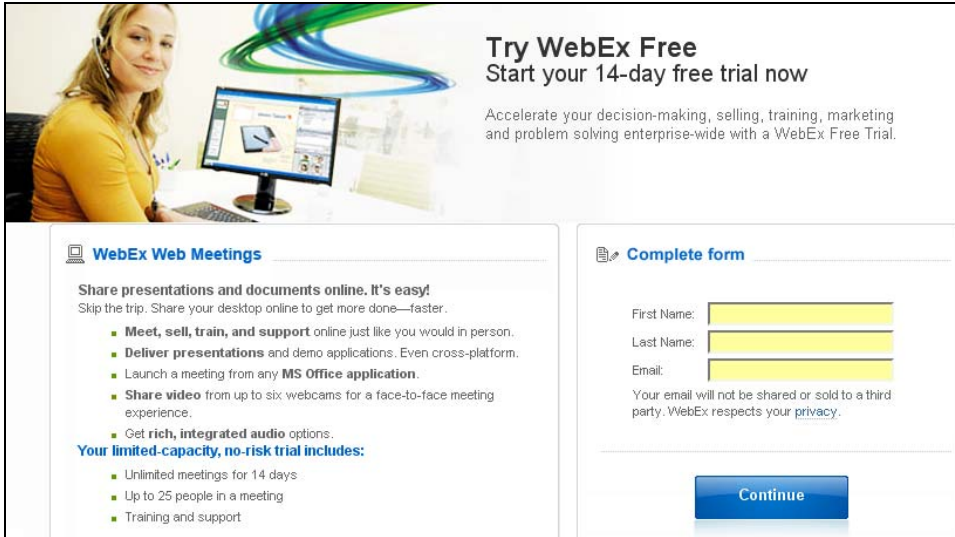 Try WebEx Free
Start your 14-day free trial now
Accelerate your decision-making, selling, training, marketing
and problem solving enterprise-wide with a WebEx Free Trial.
WebEx Web Meetings
Share presentations and documents online. It's easy!
Skip the trip. Share your desktop online to get more done—faster.
Meet, sell, train, and support online just like you would in person.
Deliver presentations and demo applications. Even cross-platform.
Launch a meeting from any MS Office application.
Share video from up to six webcams for a face-to-face meeting
experience.
Get rich, integrated audio options.
Your limited-capacity, no-risk trial includes:
Unlimited meetings for 14 days
Up to 25 people in a meeting
Training and support
Complete form
First Name:
Last Name:
Email:
Your email will not be shared or sold to a third
party. WebEx respects your privacy.
Continue